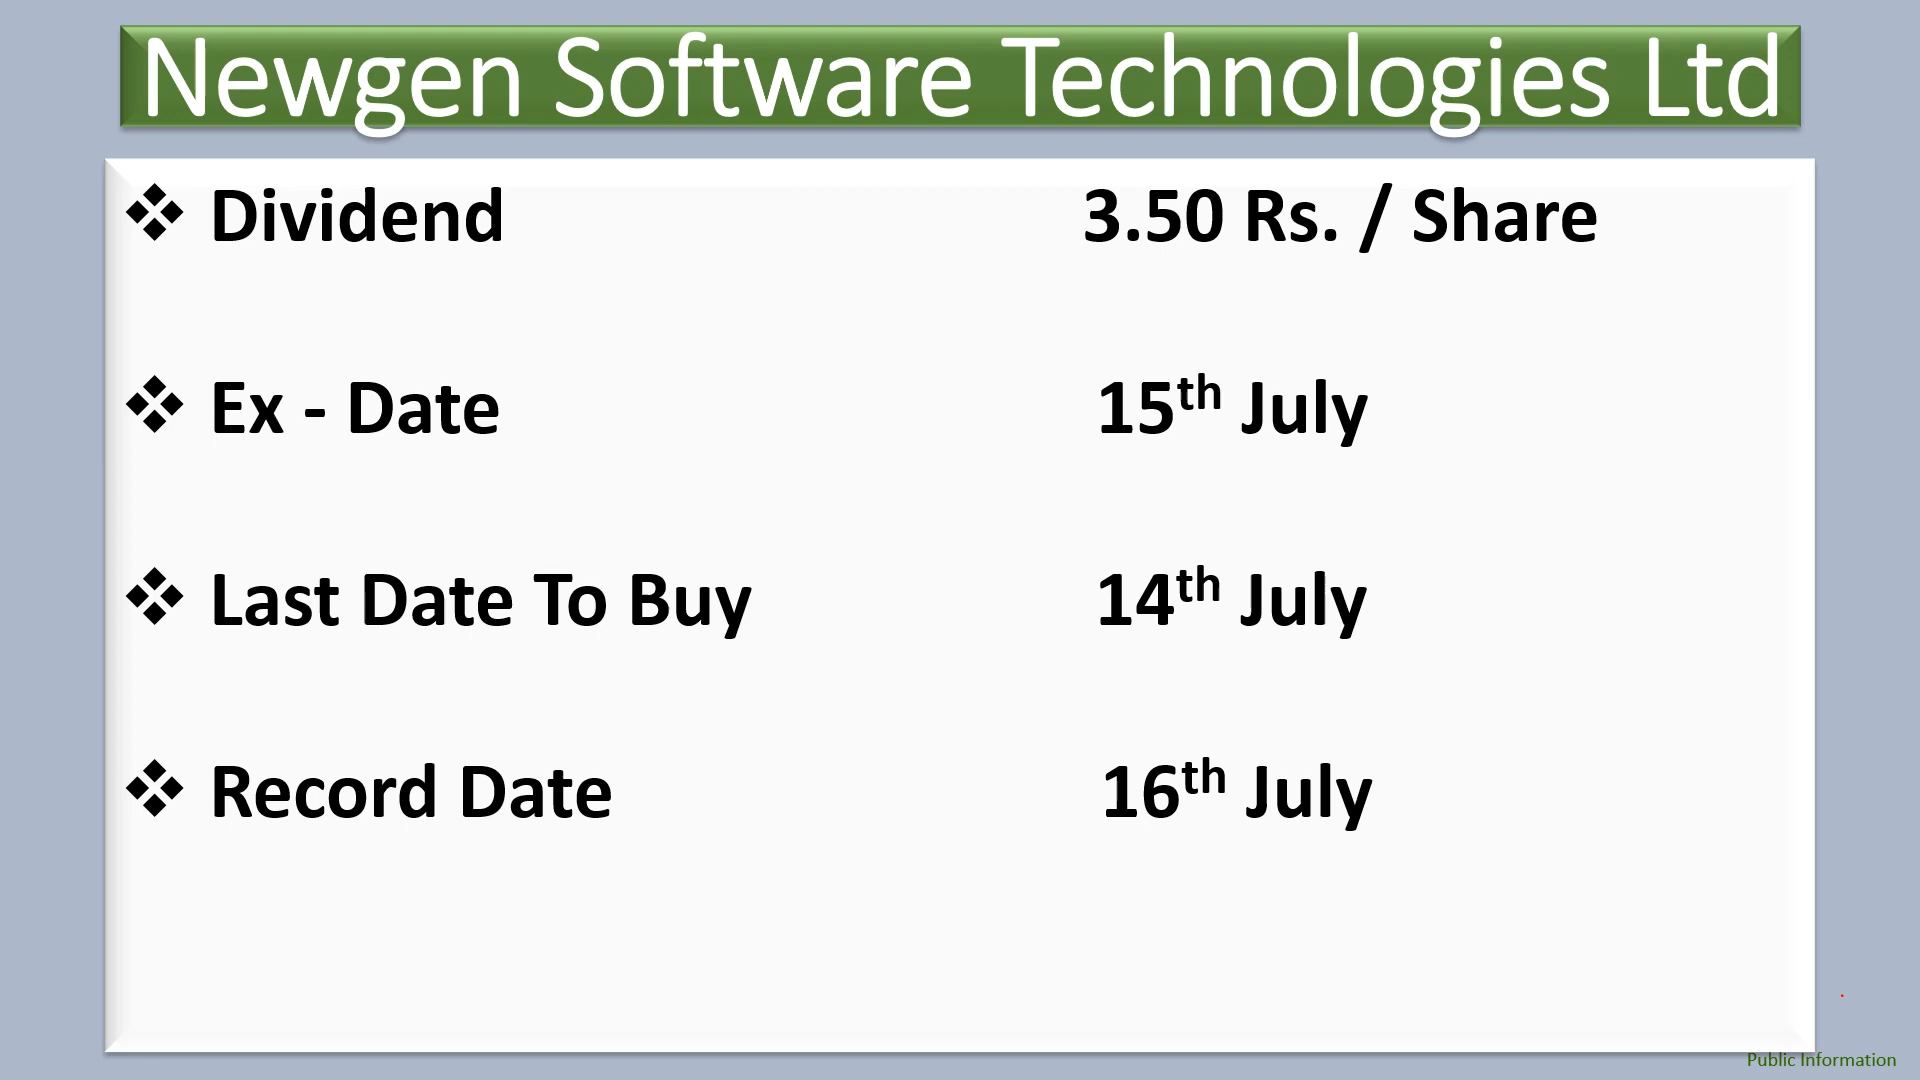 Newgen Software Technologies Ltd
❖ Dividend 3.50 Rs. / Share
❖ Ex - Date 15th July
❖ Last Date To Buy 14th July
❖ Record Date 16th July
Public Information